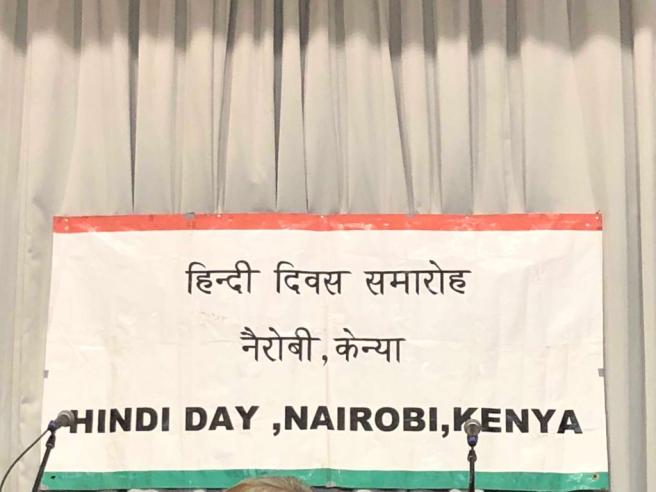 हिन्दी दिवस समारोह
नैरोबी, केन्या
HINDI DAY ,NAIROBI,KENYA